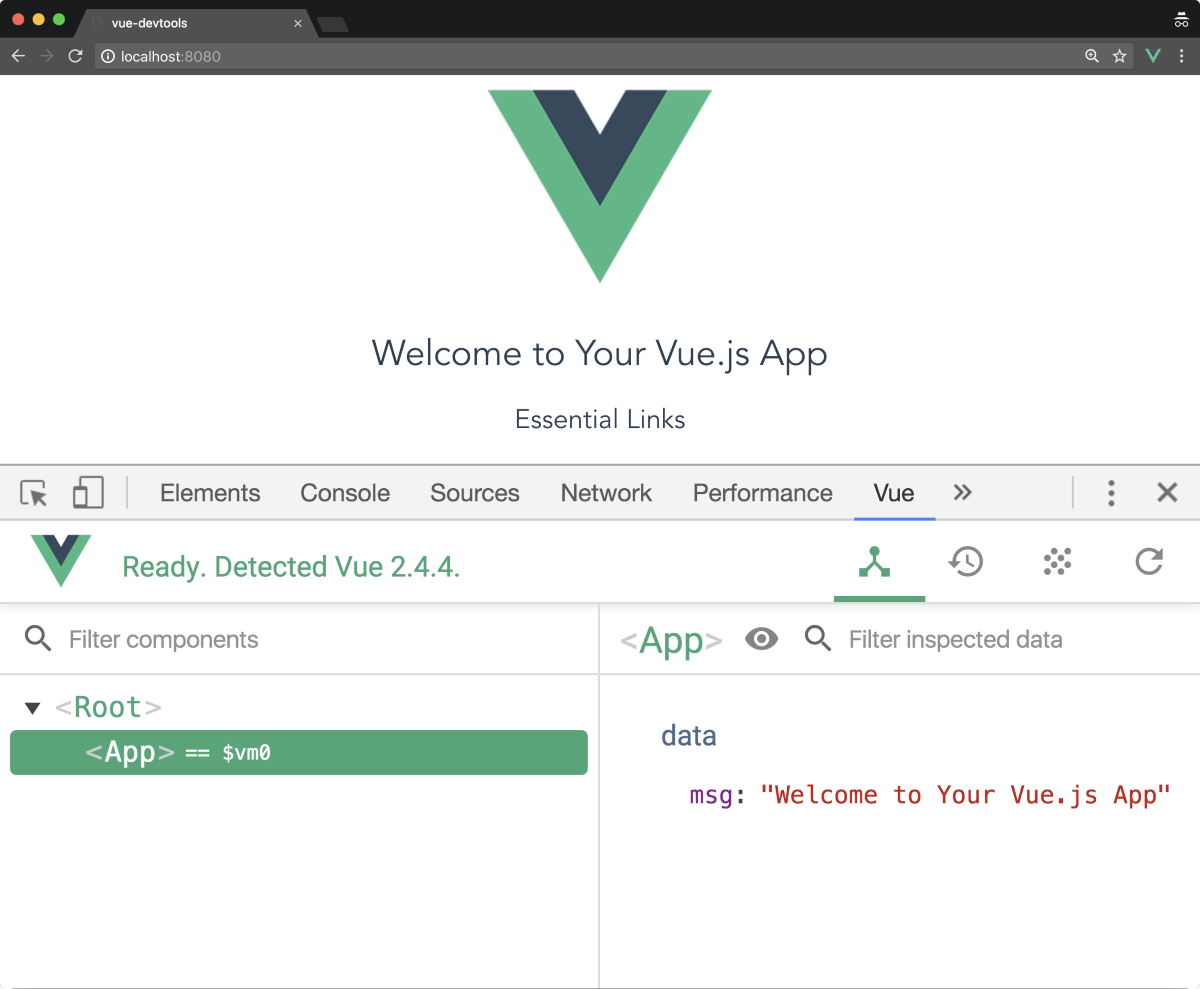 vue-devtools
localhost:8080
Welcome to Your Vue.js App
Essential Links
Elements Console Sources Network Performance Vue
Ready. Detected Vue 2.4.4.
Filter components
<App> Filter inspected data
<Root>
<App> == $vm0
data
msg: "Welcome to Your Vue.js App"